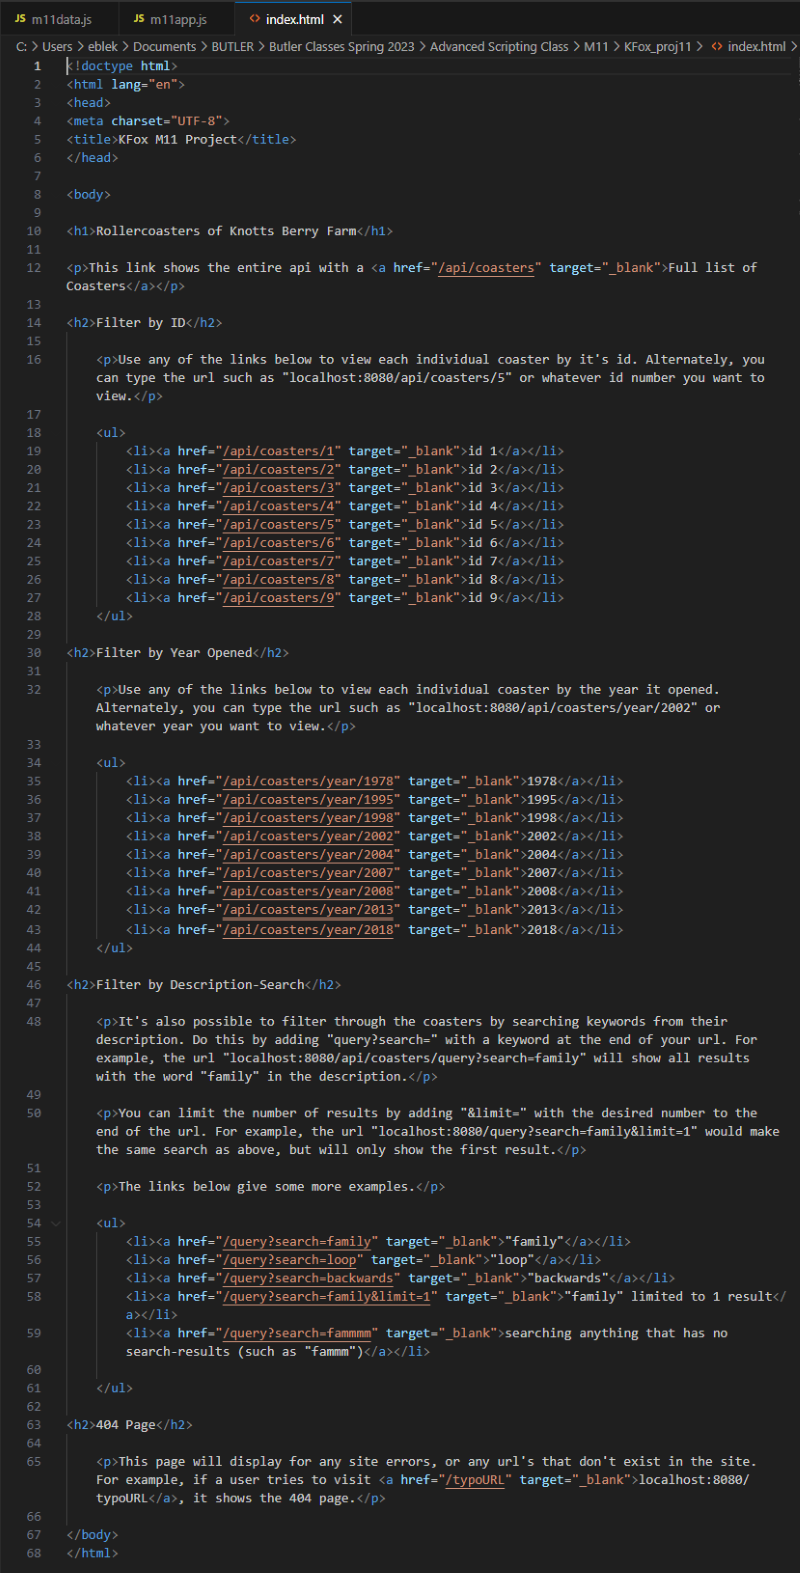 JS m11data.js JS m11app.js <> index.html ×
C: > Users > eblek > Documents > BUTLER > Butler Classes Spring 2023 > Advanced Scripting Class > M11 > KFox_proj11 > <> index.html >
1 <!doctype html>
2 <html lang="en">
3 <head>
4 <meta charset="UTF-8">
5 <title>KFox M11 Project</title>
6 </head>
7
8 <body>
9
10 <h1>Rollercoasters of Knotts Berry Farm</h1>
11
12 <p>This link shows the entire api with a <a href="/api/coasters" target="_blank">Full list of
Coasters</a></p>
13
14 <h2>Filter by ID</h2>
15
16 <p>Use any of the links below to view each individual coaster by it's id. Alternately, you
can type the url such as "localhost:8080/api/coasters/5" or whatever id number you want to
view.</p>
17
18 <ul>
19 <li><a href="/api/coasters/1" target="_blank">id 1</a></li>
20 <li><a href="/api/coasters/2" target="_blank">id 2</a></li>
21 <li><a href="/api/coasters/3" target="_blank">id 3</a></li>
22 <li><a href="/api/coasters/4" target="_blank">id 4</a></li>
23 <li><a href="/api/coasters/5" target="_blank">id 5</a></li>
24 <li><a href="/api/coasters/6" target="_blank">id 6</a></li>
25 <li><a href="/api/coasters/7" target="_blank">id 7</a></li>
26 <li><a href="/api/coasters/8" target="_blank">id 8</a></li>
27 <li><a href="/api/coasters/9" target="_blank">id 9</a></li>
28 </ul>
29
30 <h2>Filter by Year Opened</h2>
31
32 <p>Use any of the links below to view each individual coaster by the year it opened.
Alternately, you can type the url such as "localhost:8080/api/coasters/year/2002" or
whatever year you want to view.</p>
33
34 <ul>
35 <li><a href="/api/coasters/year/1978" target="_blank">1978</a></li>
36 <li><a href="/api/coasters/year/1995" target="_blank">1995</a></li>
37 <li><a href="/api/coasters/year/1998" target="_blank">1998</a></li>
38 <li><a href="/api/coasters/year/2002" target="_blank">2002</a></li>
39 <li><a href="/api/coasters/year/2004" target="_blank">2004</a></li>
40 <li><a href="/api/coasters/year/2007" target="_blank">2007</a></li>
41 <li><a href="/api/coasters/year/2008" target="_blank">2008</a></li>
42 <li><a href="/api/coasters/year/2013" target="_blank">2013</a></li>
43 <li><a href="/api/coasters/year/2018" target="_blank">2018</a></li>
44 </ul>
45
46 <h2>Filter by Description-Search</h2>
47
48 <p>It's also possible to filter through the coasters by searching keywords from their
description. Do this by adding "query?search=" with a keyword at the end of your url. For
example, the url "localhost:8080/api/coasters/query?search=family" will show all results
with the word "family" in the description.</p>
49
50 <p>You can limit the number of results by adding "&limit=" with the desired number to the
end of the url. For example, the url "localhost:8080/query?search=family&limit=1" would make
the same search as above, but will only show the first result.</p>
51
52 <p>The links below give some more examples.</p>
53
54 <ul>
55 <li><a href="/query?search=family" target="_blank">"family"</a></li>
56 <li><a href="/query?search=loop" target="_blank">"loop"</a></li>
57 <li><a href="/query?search=backwards" target="_blank">"backwards"</a></li>
58 <li><a href="/query?search=family&limit=1" target="_blank">"family" limited to 1 result</
a></li>
59 <li><a href="/query?search=fammmm" target="_blank">searching anything that has no
search-results (such as "fammm")</a></li>
60
61 </ul>
62
63 <h2>404 Page</h2>
64
65 <p>This page will display for any site errors, or any url's that don't exist in the site.
For example, if a user tries to visit <a href="/typoURL" target="_blank">localhost:8080/
typoURL</a>, it shows the 404 page.</p>
66
67 </body>
68 </html>